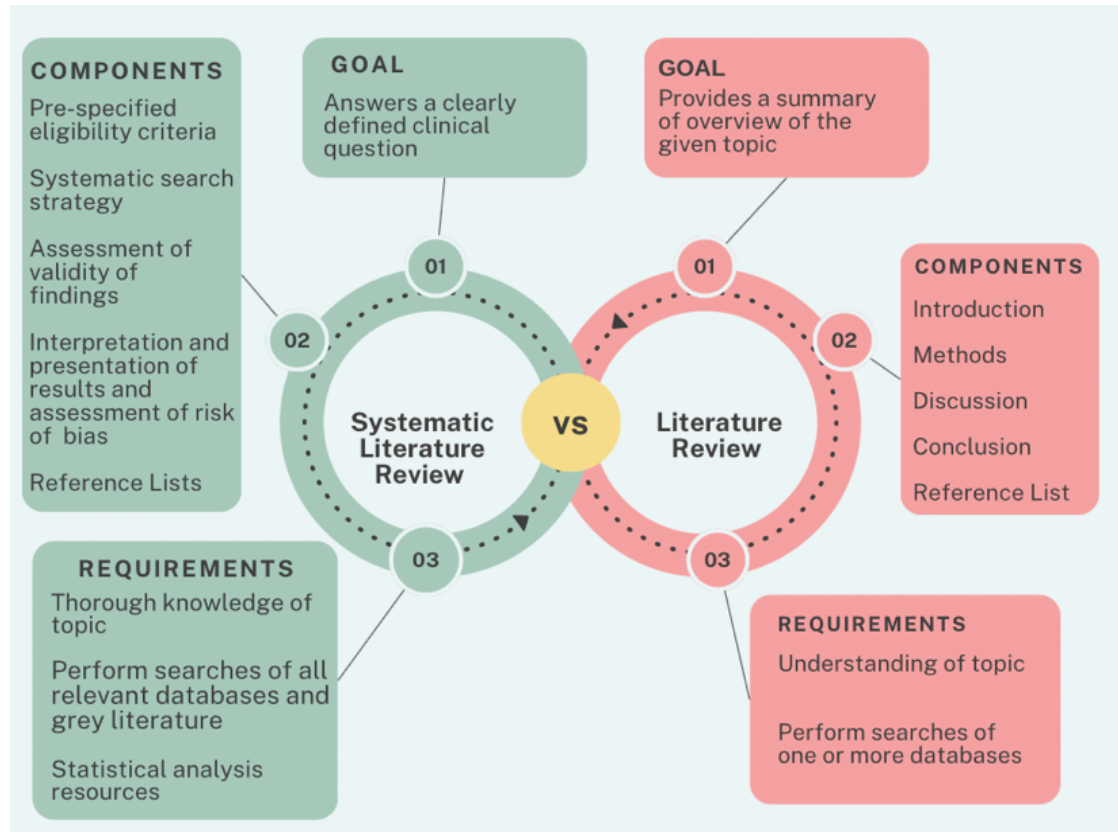 COMPONENTS
Pre-specified
eligibility criteria
Systematic search
strategy
Assessment of
validity of
findings
Interpretation and
presentation of
results and
assessment of risk
of bias
Reference Lists
GOAL
Answers a clearly
defined clinical
question
GOAL
Provides a summary
of overview of the
given topic
COMPONENTS
Introduction
Methods
Discussion
Conclusion
Reference List
01
02
03
Systematic
Literature
Review
VS
01
02
03
Literature
Review
REQUIREMENTS
Thorough knowledge of
topic
Perform searches of all
relevant databases and
grey literature
Statistical analysis
resources
REQUIREMENTS
Understanding of topic
Perform searches of
one or more databases